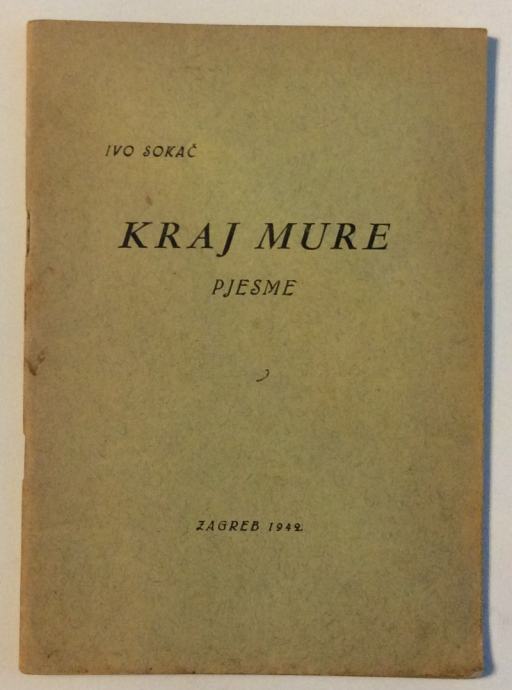 IVO SOKAČ
KRAJ MURE
PJESME
ZAGREB 1942.